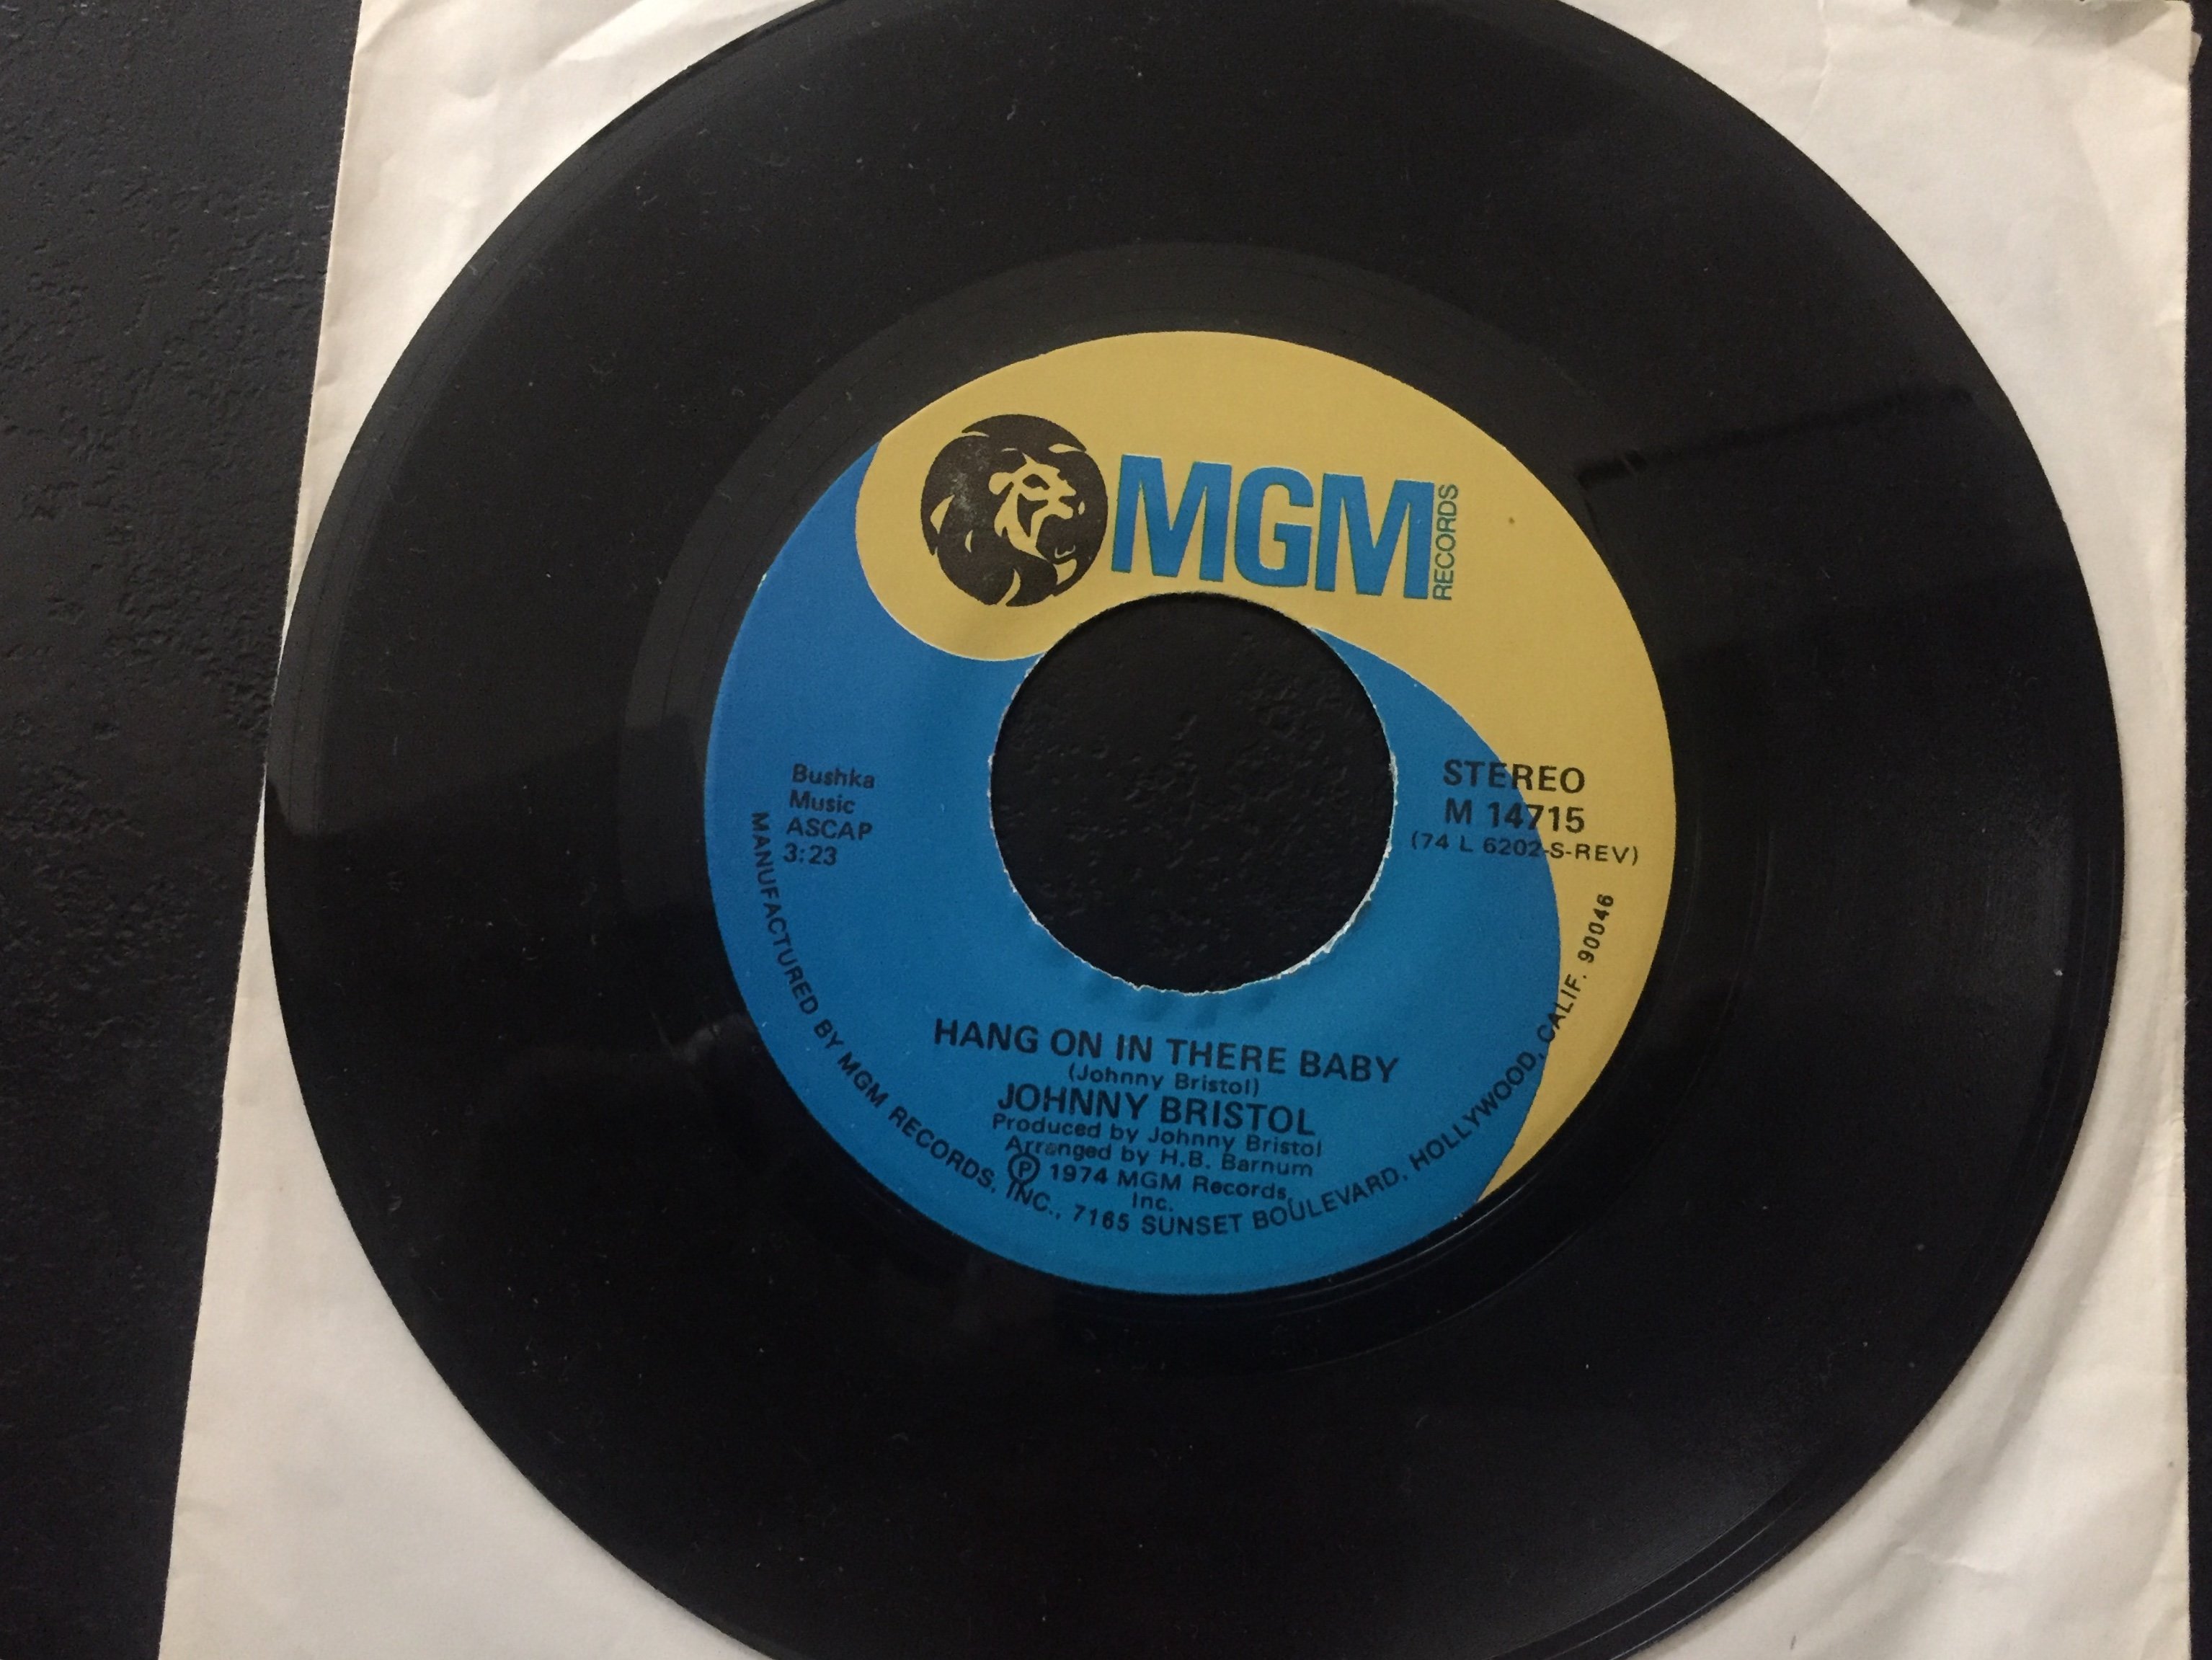 MGM
RECORDS
Bushka
Music
ASCAP
3:23
STEREO
M 14715
(74 L 6202-S-REV)
HANG ON IN THERE BABY
(Johnny Bristol)
JOHNNY BRISTOL
Produced by Johnny Bristol
Arranged by H.B. Barnum
Ⓟ 1974 MGM Records,
Inc.
MANUFACTURED BY MGM RECORDS, INC., 7165 SUNSET BOULEVARD, HOLLYWOOD, CALIF. 90046